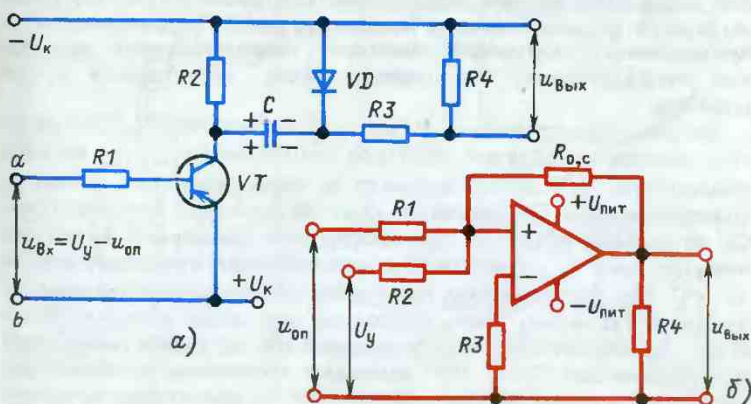 − Uк
R2
VD
C
+ −
+ −
R3
R4
uВых
a
R1
VT
uВх = Uу − uоп
b
+ Uк
а)
Rо,с
R1
+
+ Uпит
R2
−
− Uпит
uоп
Uу
R3
R4
uВых
б)